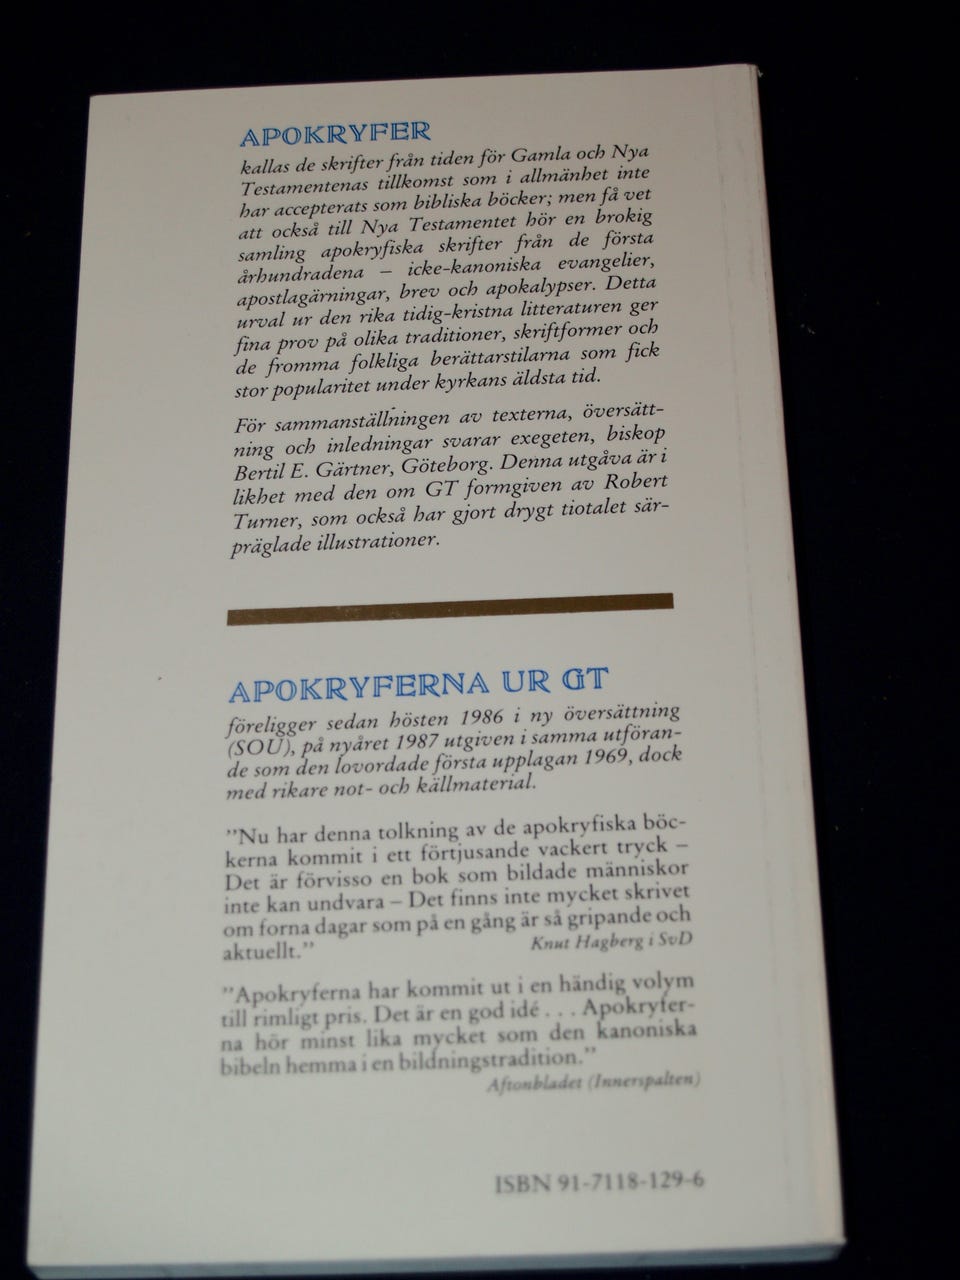 APOKRYFER
kallas de skrifter från tiden för Gamla och Nya
Testamentenas tillkomst som i allmänhet inte
har accepterats som bibliska böcker; men få vet
att också till Nya Testamentet hör en brokig
samling apokryfiska skrifter från de första
århundradena – icke-kanoniska evangelier,
apostlagärningar, brev och apokalypser. Detta
urval ur den rika tidig-kristna litteraturen ger
fina prov på olika traditioner, skriftformer och
de fromma folkliga berättarstilarna som fick
stor popularitet under kyrkans äldsta tid.
För sammanställningen av texterna, översätt-
ning och inledningar svarar exegeten, biskop
Bertil E. Gärtner, Göteborg. Denna utgåva är i
likhet med den om GT formgiven av Robert
Turner, som också har gjort drygt tiotalet sär-
präglade illustrationer.
APOKRYFERNA UR GT
föreligger sedan hösten 1986 i ny översättning
(SOU), på nyåret 1987 utgiven i samma utföran-
de som den lovordade första upplagan 1969, dock
med rikare not- och källmaterial.
"Nu har denna tolkning av de apokryfiska böc-
kerna kommit i ett förtjusande vackert tryck –
Det är förvisso en bok som bildade människor
inte kan undvara – Det finns inte mycket skrivet
om forna dagar som på en gång är så gripande och
aktuellt." Knut Hagberg i SvD
"Apokryferna har kommit ut i en händig volym
till rimligt pris. Det är en god idé . . . Apokryfer-
na hör minst lika mycket som den kanoniska
bibeln hemma i en bildningstradition."
Aftonbladet (Innerspalten)
ISBN 91-7118-129-6